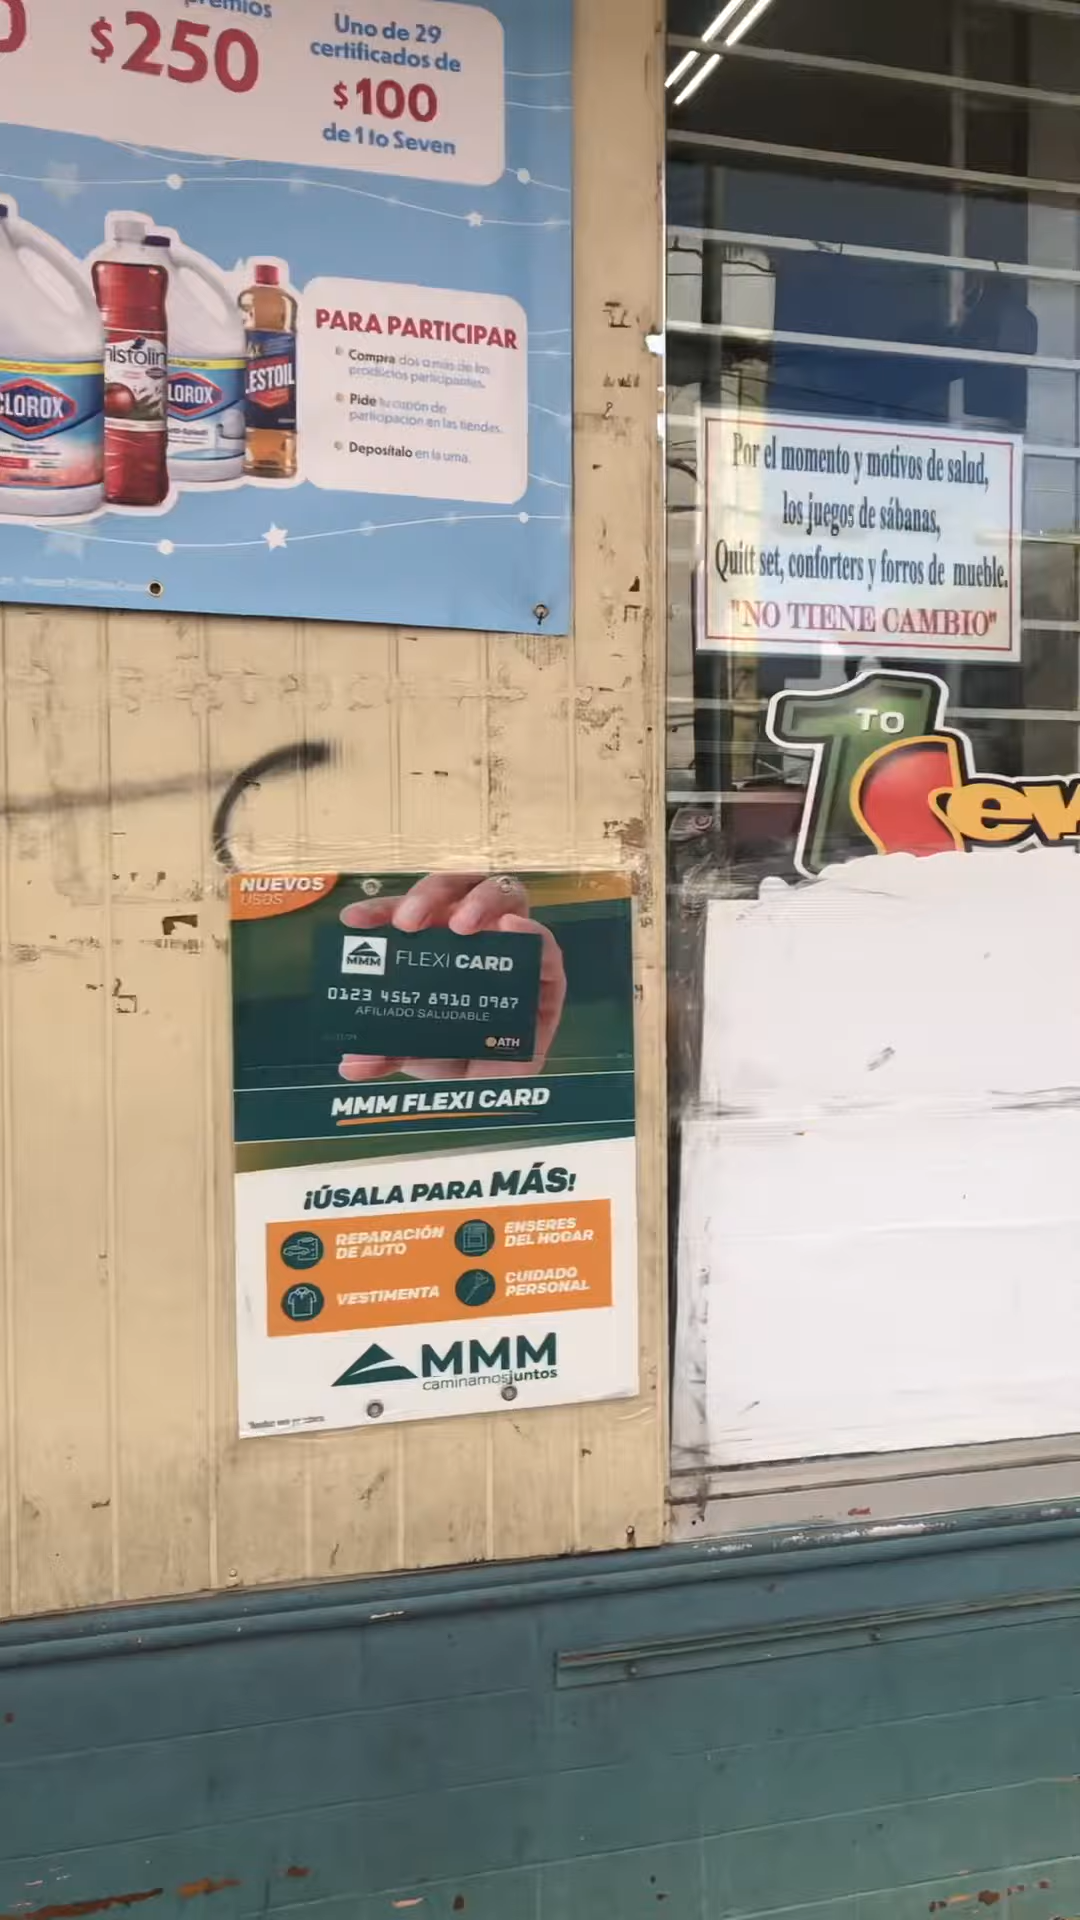 $250
Uno de 29
certificados de
$100
de 1 to Seven
CLOROX
LOROX
ESTOIL
PARA PARTICIPAR
Compra dos o más de los
productos participantes.
Pide tu cupón de
participación en las tiendas.
Deposítalo en la urna.
Por el momento y motivos de salud,
los juegos de sábanas,
Quitt set, conforters y forros de mueble.
"NO TIENE CAMBIO"
1 TO Seve
NUEVOS
USOS
MMM FLEXI CARD
0123 4567 8910 0987
AFILIADO SALUDABLE
ATH
MMM FLEXI CARD
¡ÚSALA PARA MÁS!
REPARACIÓN
DE AUTO
ENSERES
DEL HOGAR
VESTIMENTA
CUIDADO
PERSONAL
MMM
caminamosjuntos